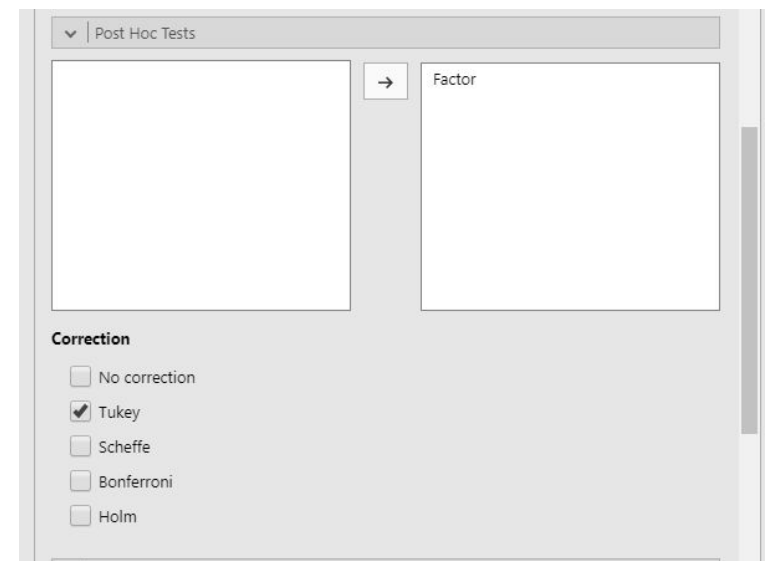 Post Hoc Tests
Factor
Correction
No correction
Tukey
Scheffe
Bonferroni
Holm